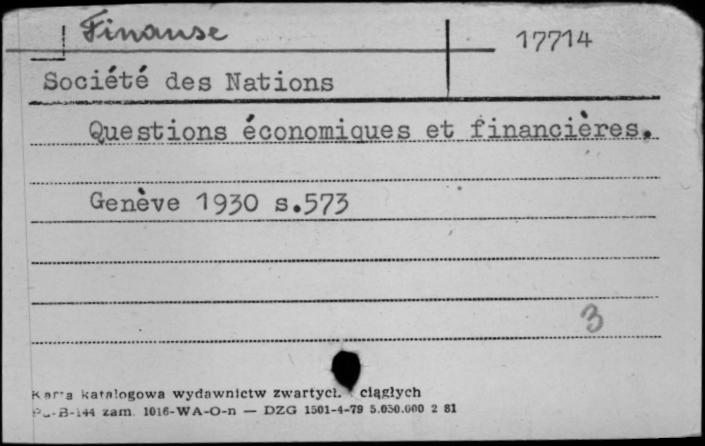 Finanse
17714
Société des Nations
Questions économiques et financières.
Genève 1930 s.573
3
Karta katalogowa wydawnictw zwartych ciągłych
Pu-B-144 zam. 1016-WA-O-n — DZG 1501-4-79 5.050.000 2 81